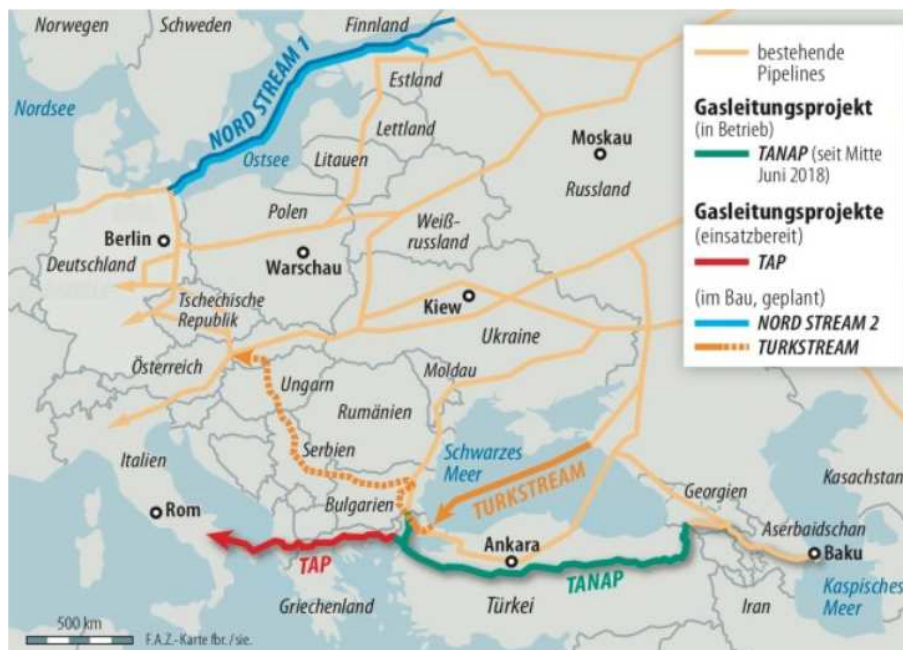 Norwegen
Schweden
Finnland
Nordsee
NORD STREAM 1
Estland
Lettland
Ostsee
Litauen
Moskau
Russland
Polen
Weiß-
russland
Berlin
Deutschland
Warschau
Kiew
Tschechische
Republik
Ukraine
Österreich
Moldau
Ungarn
Rumänien
Serbien
Schwarzes
Meer
Italien
Bulgarien
TURKSTREAM
Georgien
Kasachstan
Rom
Aserbaidschan
Ankara
Baku
TAP
TANAP
Kaspisches
Meer
Griechenland
Türkei
Iran
500 km
F.A.Z.-Karte fbr. / sie.
bestehende
Pipelines
Gasleitungsprojekt
(in Betrieb)
TANAP (seit Mitte
Juni 2018)
Gasleitungsprojekte
(einsatzbereit)
TAP
(im Bau, geplant)
NORD STREAM 2
TURKSTREAM